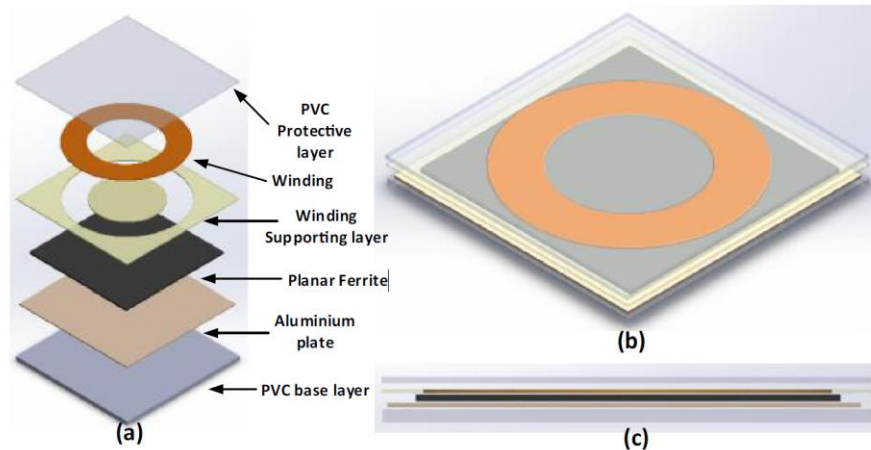 PVC
Protective
layer
Winding
Winding
Supporting layer
Planar Ferrite
Aluminium
plate
PVC base layer
(a)
(b)
(c)